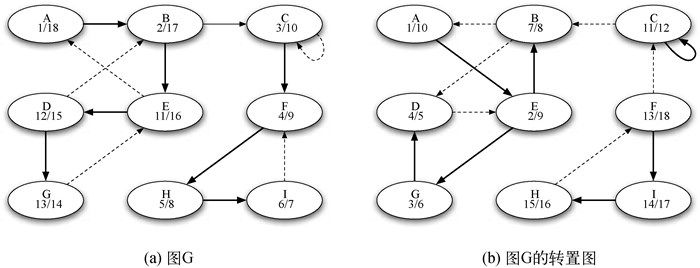 A
1/18
B
2/17
C
3/10
D
12/15
E
11/16
F
4/9
G
13/14
H
5/8
I
6/7
(a) 图G
A
1/10
B
7/8
C
11/12
D
4/5
E
2/9
F
13/18
G
3/6
H
15/16
I
14/17
(b) 图G的转置图